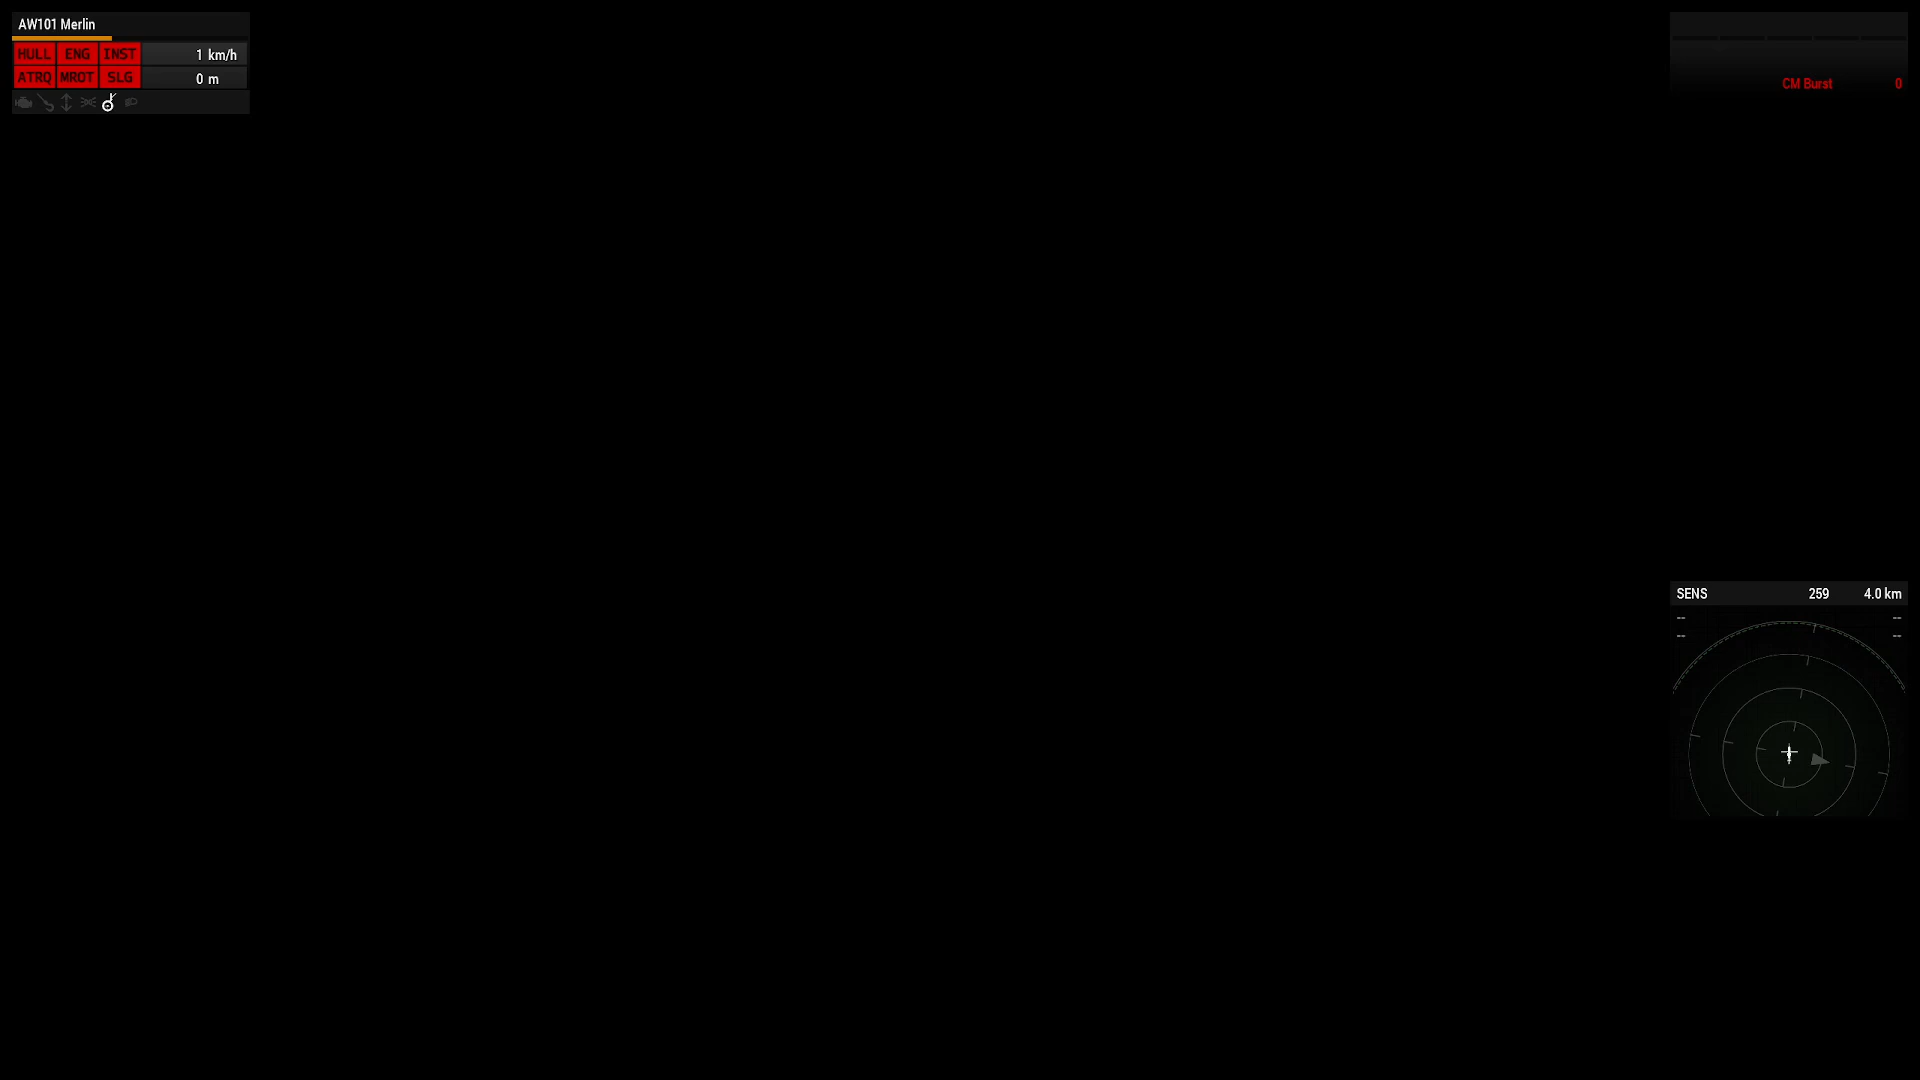 AW101 Merlin
HULL ENG INST 1 km/h
ATRQ MROT SLG 0 m
CM Burst 0
SENS 259 4.0 km
-- --
-- --